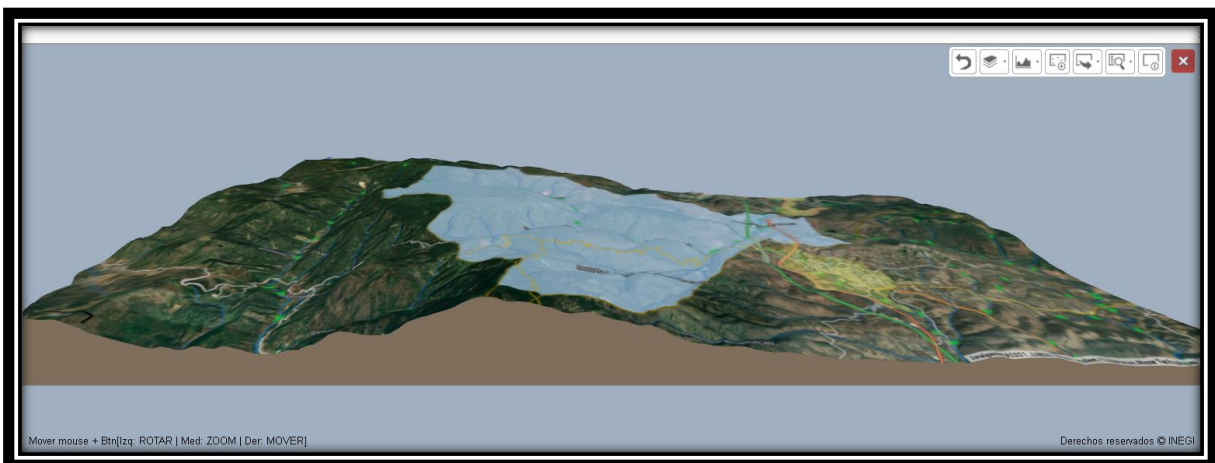 Mover mouse + Btn[Izq: ROTAR | Med: ZOOM | Der: MOVER]
Derechos reservados © INEGI